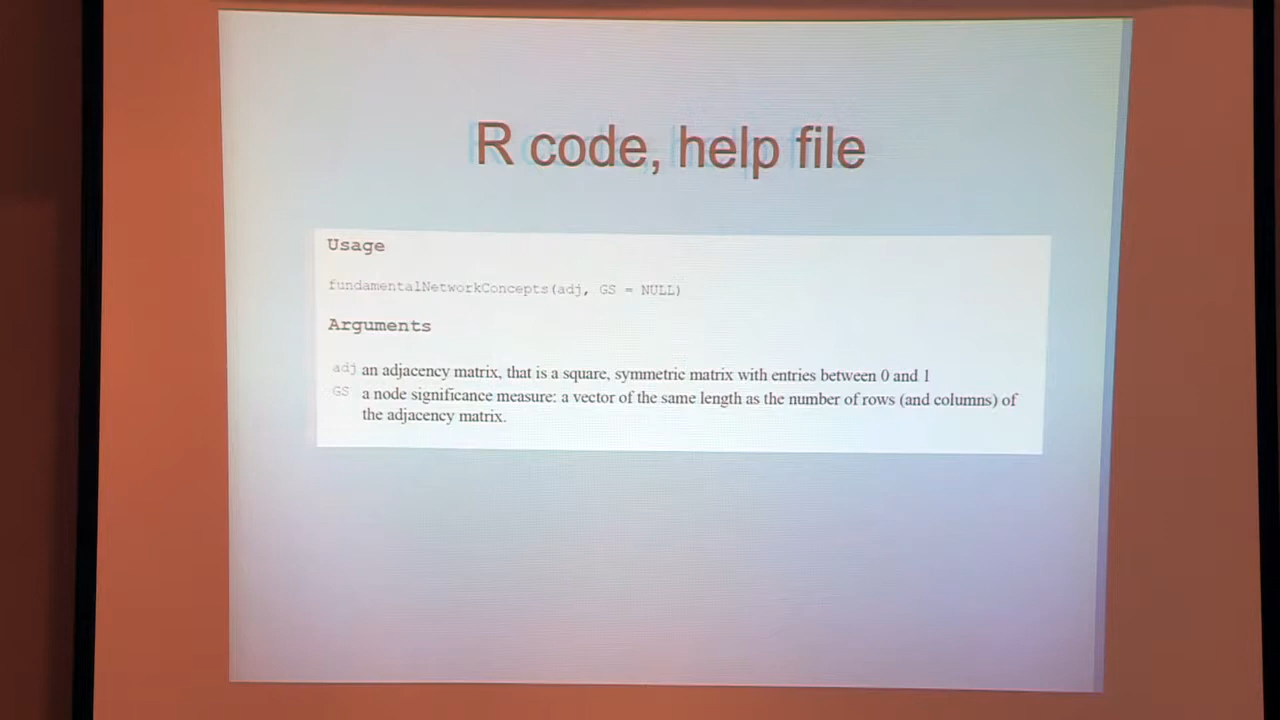 R code, help file
Usage
fundamentalNetworkConcepts(adj, GS = NULL)
Arguments
adj an adjacency matrix, that is a square, symmetric matrix with entries between 0 and 1
GS a node significance measure: a vector of the same length as the number of rows (and columns) of
the adjacency matrix.